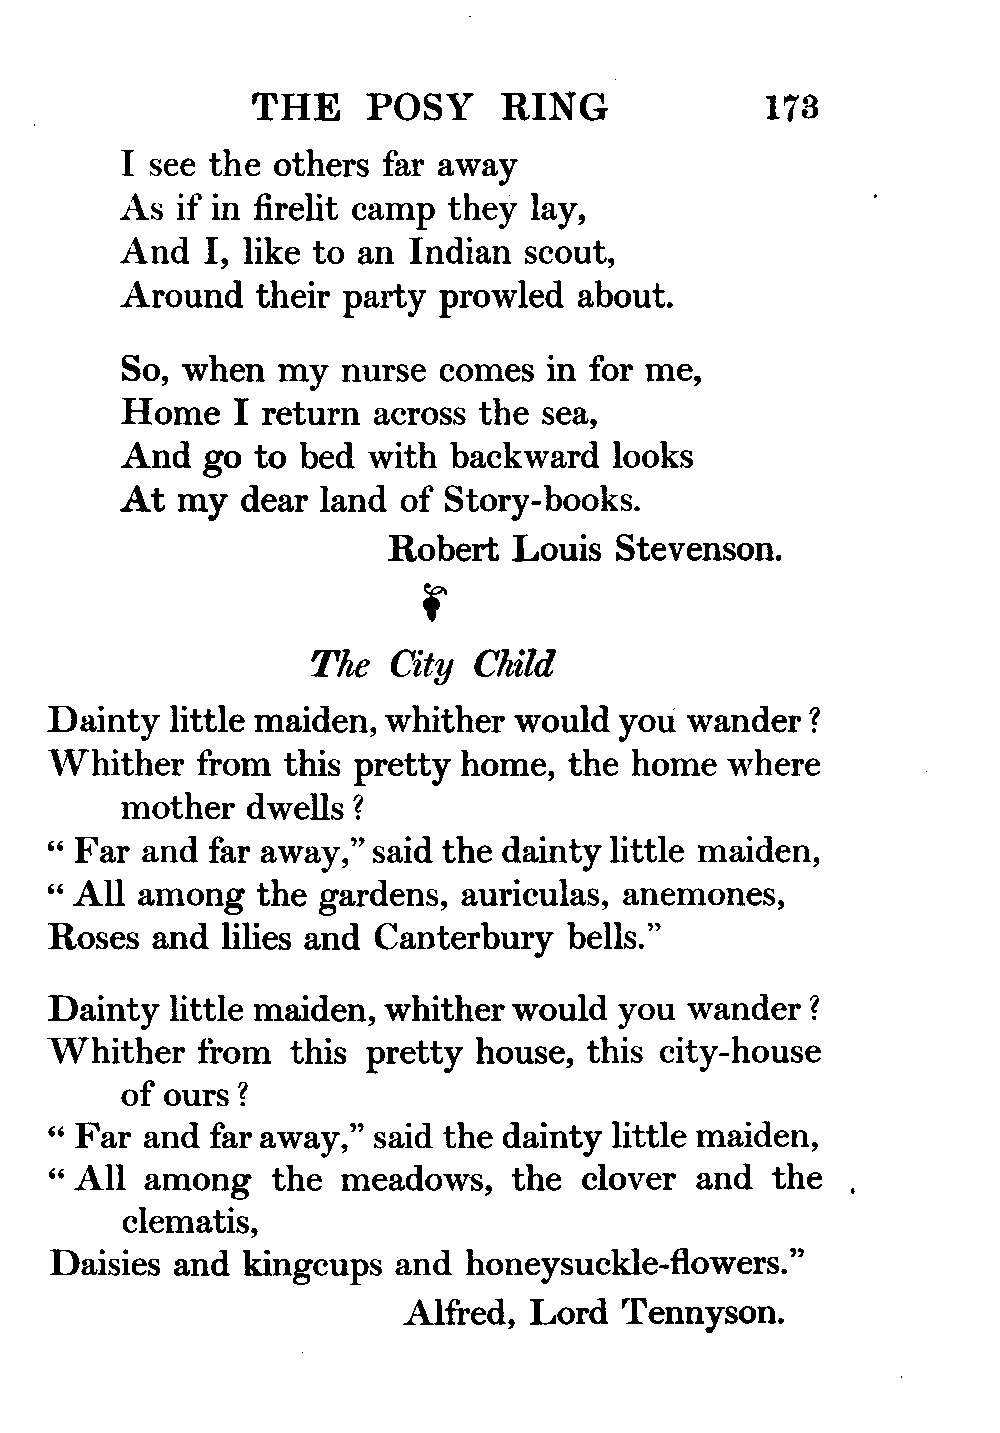 THE POSY RING 173
I see the others far away
As if in firelit camp they lay,
And I, like to an Indian scout,
Around their party prowled about.
So, when my nurse comes in for me,
Home I return across the sea,
And go to bed with backward looks
At my dear land of Story-books.
Robert Louis Stevenson.
The City Child
Dainty little maiden, whither would you wander?
Whither from this pretty home, the home where
mother dwells?
“Far and far away,” said the dainty little maiden,
“All among the gardens, auriculas, anemones,
Roses and lilies and Canterbury bells.”
Dainty little maiden, whither would you wander?
Whither from this pretty house, this city-house
of ours?
“Far and far away,” said the dainty little maiden,
“All among the meadows, the clover and the
clematis,
Daisies and kingcups and honeysuckle-flowers.”
Alfred, Lord Tennyson.